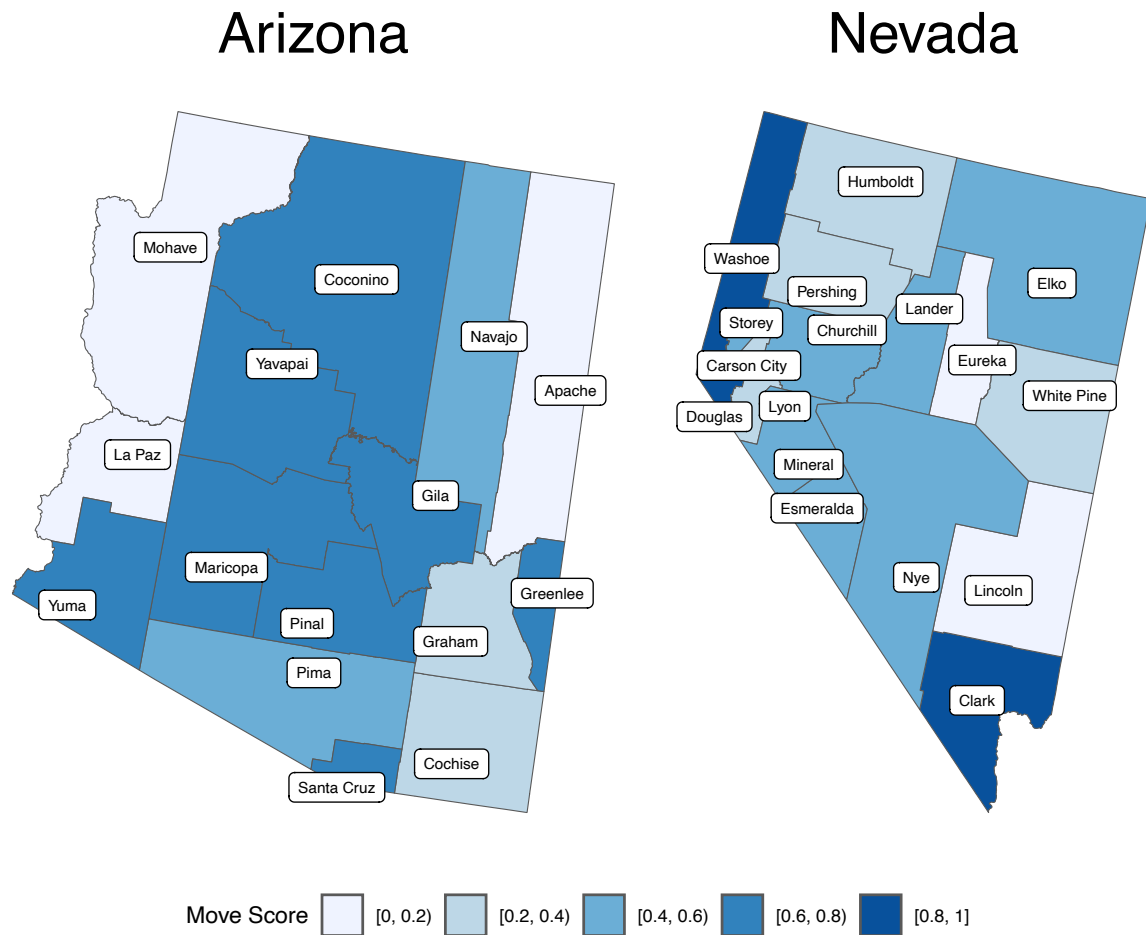 Arizona
Nevada
Mohave
Coconino
Navajo
Yavapai
Apache
La Paz
Gila
Maricopa
Greenlee
Yuma
Pinal
Graham
Pima
Cochise
Santa Cruz
Humboldt
Washoe
Elko
Pershing
Lander
Storey
Churchill
Eureka
Carson City
White Pine
Lyon
Douglas
Mineral
Esmeralda
Nye
Lincoln
Clark
Move Score [0, 0.2) [0.2, 0.4) [0.4, 0.6) [0.6, 0.8) [0.8, 1]